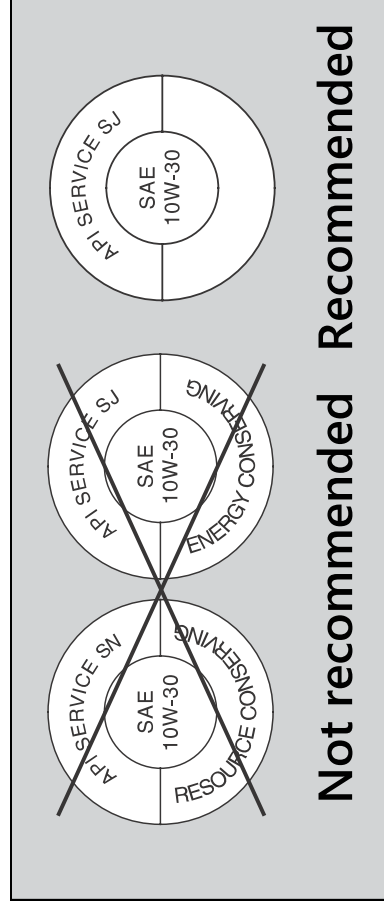 API SERVICE SN
SAE
10W-30
RESOURCE CONSERVING
API SERVICE SJ
SAE
10W-30
ENERGY CONSERVING
Not recommended
API SERVICE SJ
SAE
10W-30
Recommended